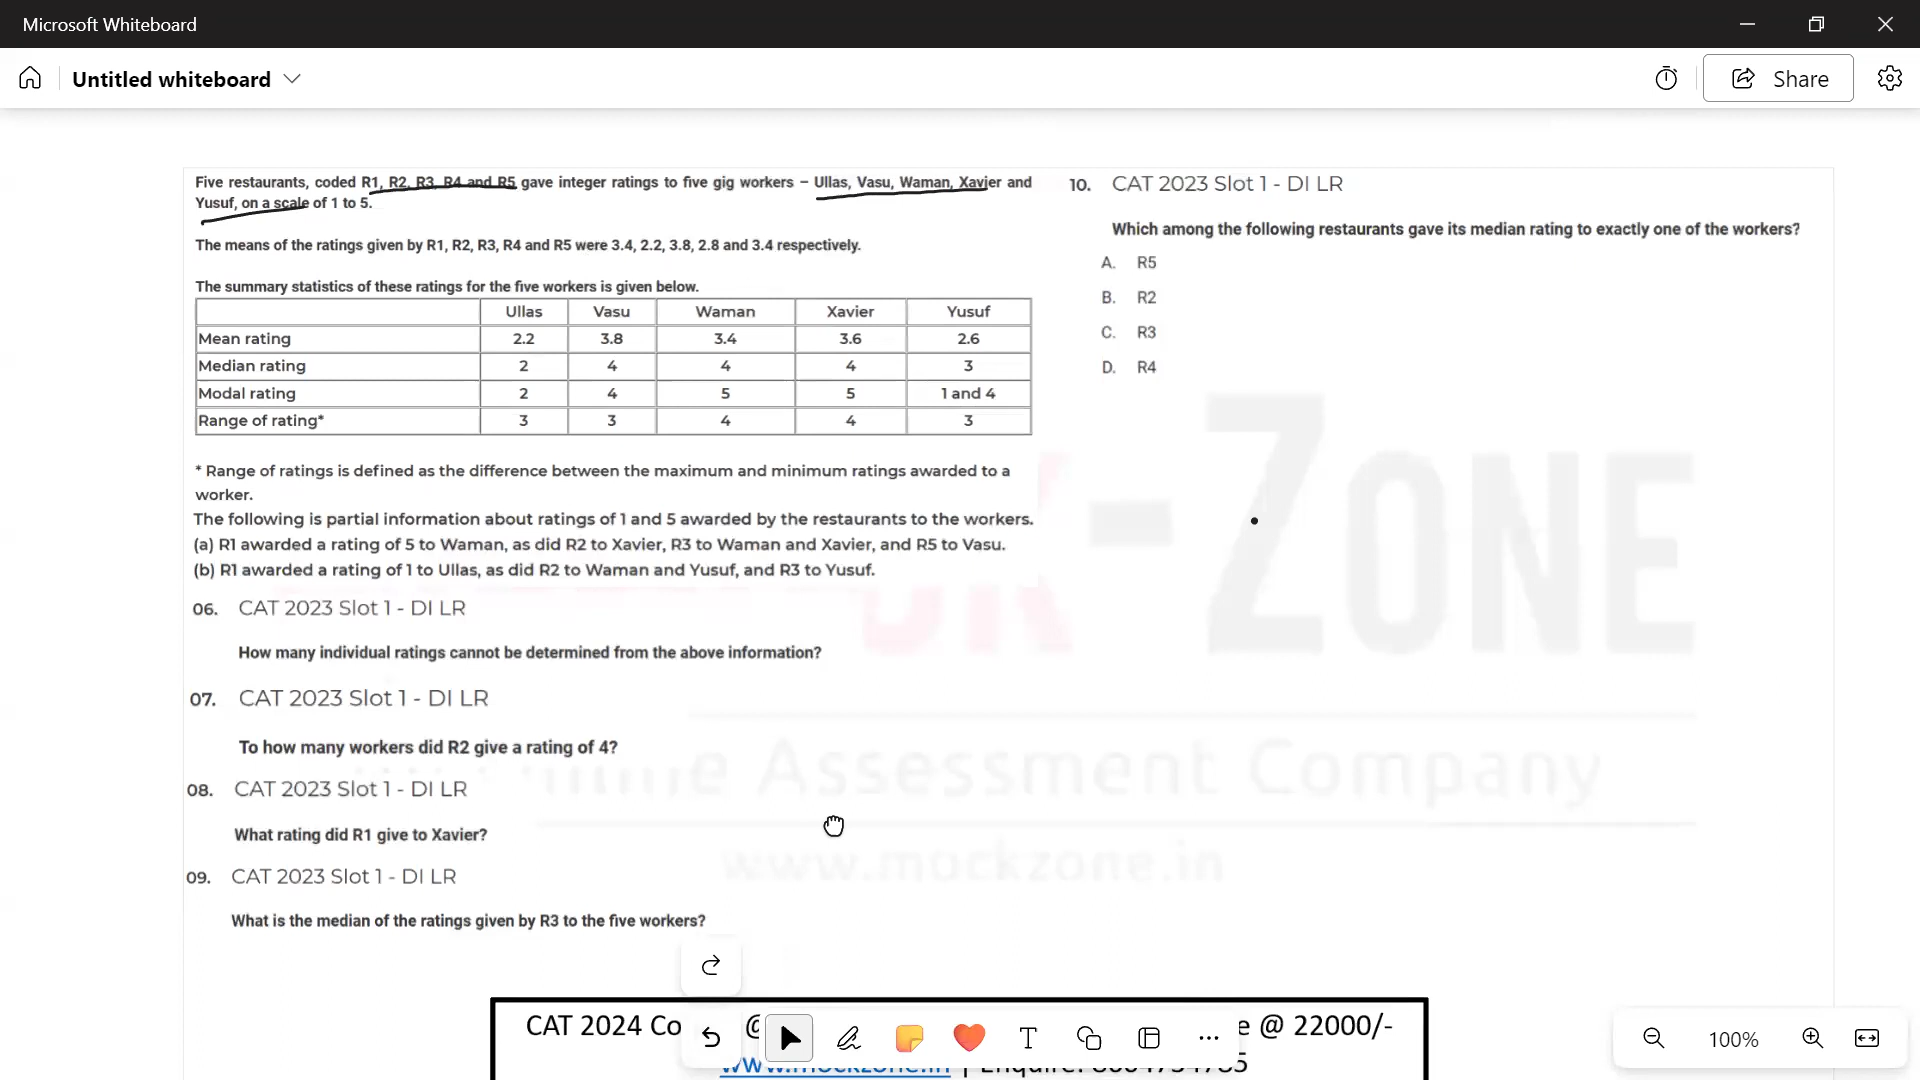 Microsoft Whiteboard
Untitled whiteboard
Share
Five restaurants, coded R1, R2, R3, R4 and R5 gave integer ratings to five gig workers – Ullas, Vasu, Waman, Xavier and
Yusuf, on a scale of 1 to 5.
The means of the ratings given by R1, R2, R3, R4 and R5 were 3.4, 2.2, 3.8, 2.8 and 3.4 respectively.
The summary statistics of these ratings for the five workers is given below.
Ullas Vasu Waman Xavier Yusuf
Mean rating 2.2 3.8 3.4 3.6 2.6
Median rating 2 4 4 4 3
Modal rating 2 4 5 5 1 and 4
Range of rating* 3 3 4 4 3
* Range of ratings is defined as the difference between the maximum and minimum ratings awarded to a
worker.
The following is partial information about ratings of 1 and 5 awarded by the restaurants to the workers.
(a) R1 awarded a rating of 5 to Waman, as did R2 to Xavier, R3 to Waman and Xavier, and R5 to Vasu.
(b) R1 awarded a rating of 1 to Ullas, as did R2 to Waman and Yusuf, and R3 to Yusuf.
06. CAT 2023 Slot 1 - DI LR
How many individual ratings cannot be determined from the above information?
07. CAT 2023 Slot 1 - DI LR
To how many workers did R2 give a rating of 4?
08. CAT 2023 Slot 1 - DI LR
What rating did R1 give to Xavier?
09. CAT 2023 Slot 1 - DI LR
What is the median of the ratings given by R3 to the five workers?
10. CAT 2023 Slot 1 - DI LR
Which among the following restaurants gave its median rating to exactly one of the workers?
A. R5
B. R2
C. R3
D. R4
-ZONE
Assessment Company
www.mockzone.in
CAT 2024 Co @ e @ 22000/-
www.mockzone.in | Enquire:
100%